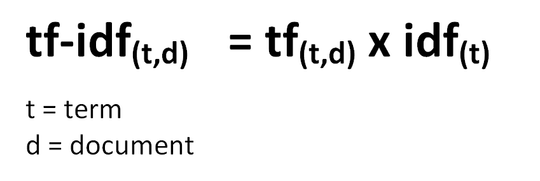 tf-idf(t,d) = tf(t,d) x idf(t)
t = term
d = document